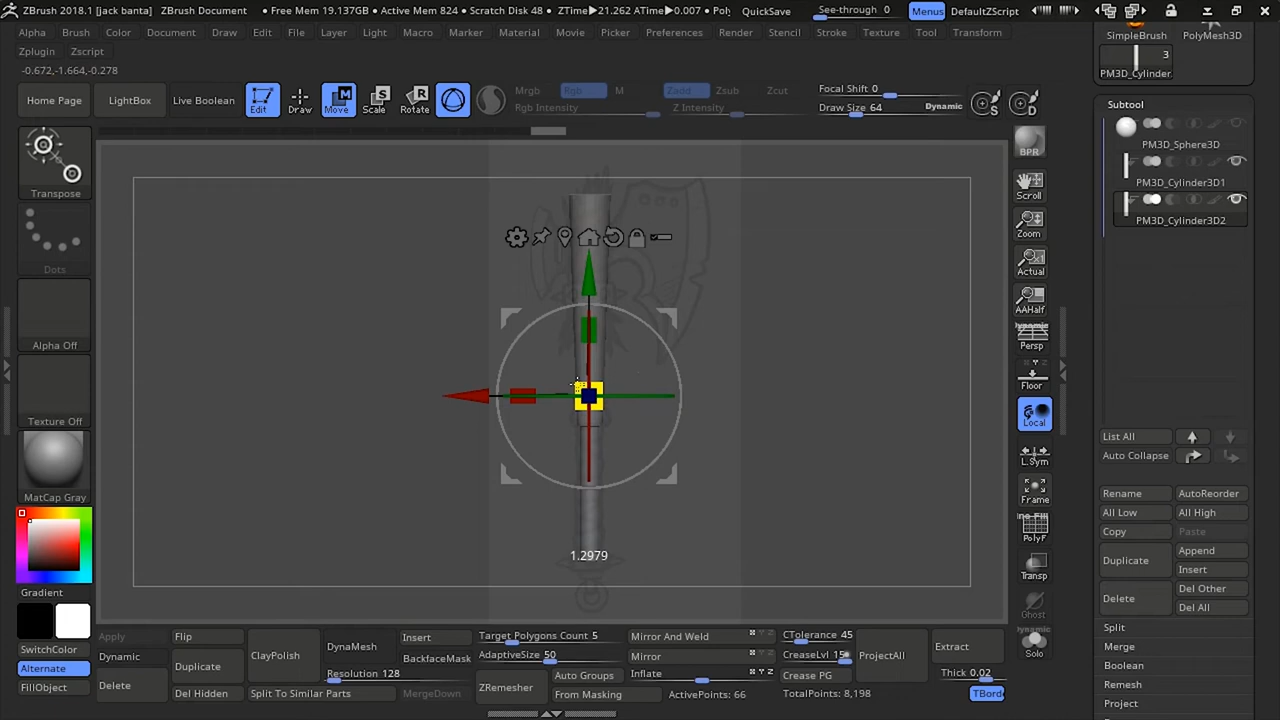 ZBrush 2018.1 [jack banta] ZBrush Document • Free Mem 19.137GB • Active Mem 824 • Scratch Disk 48 • ZTime▶21.262 ATime▶0.007 • Pol QuickSave See-through 0 Menus DefaultZScript
Alpha Brush Color Document Draw Edit File Layer Light Macro Marker Material Movie Picker Preferences Render Stencil Stroke Texture Tool Transform
Zplugin Zscript
-0.672,-1.664,-0.278
Home Page LightBox Live Boolean Edit Draw Move Scale Rotate
Mrgb Rgb M Zadd Zsub Zcut
Rgb Intensity Z Intensity
Focal Shift 0
Draw Size 64 Dynamic
S D
SimpleBrush PolyMesh3D
3
PM3D_Cylinder
Transpose
Dots
Alpha Off
Texture Off
MatCap Gray
Gradient
SwitchColor
Alternate
FillObject
1.2979
BPR
Scroll
Zoom
Actual
AAHalf
Dynamic
Persp
Floor
Local
L.Sym
Frame
Line Fill
PolyF
Transp
Ghost
Dynamic
Solo
Subtool
PM3D_Sphere3D
PM3D_Cylinder3D1
PM3D_Cylinder3D2
List All
Auto Collapse
Rename AutoReorder
All Low All High
Copy Paste
Duplicate Append
Insert
Delete Del Other
Del All
Split
Merge
Boolean
Remesh
Project
Apply Flip ClayPolish DynaMesh Insert Target Polygons Count 5 Mirror And Weld CTolerance 45 ProjectAll Extract
Dynamic Duplicate BackfaceMask AdaptiveSize 50 Mirror CreaseLvl 15
Resolution 128 Auto Groups Inflate Crease PG Thick 0.02
Delete Del Hidden Split To Similar Parts MergeDown ZRemesher From Masking ActivePoints: 66 TotalPoints: 8,198 TBorde